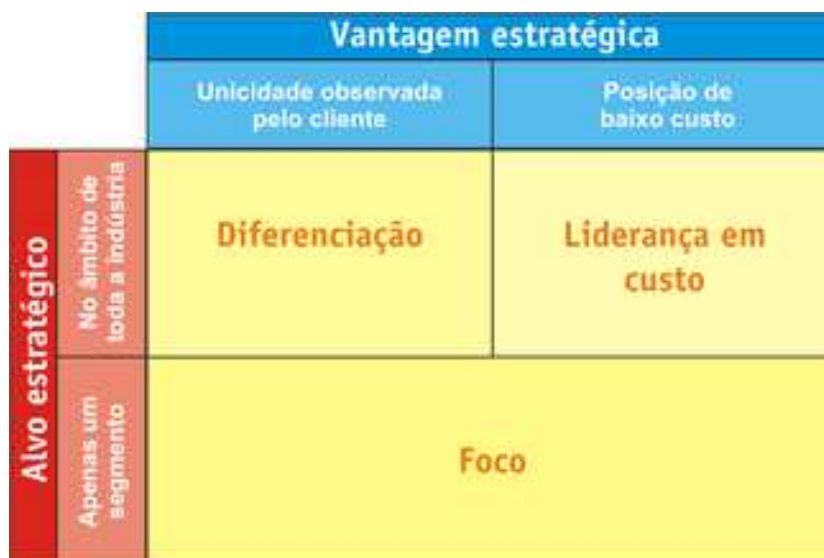 Vantagem estratégica
Unicidade observada
pelo cliente
Posição de
baixo custo
Alvo estratégico
No âmbito de
toda a indústria
Diferenciação
Liderança em
custo
Apenas um
segmento
Foco